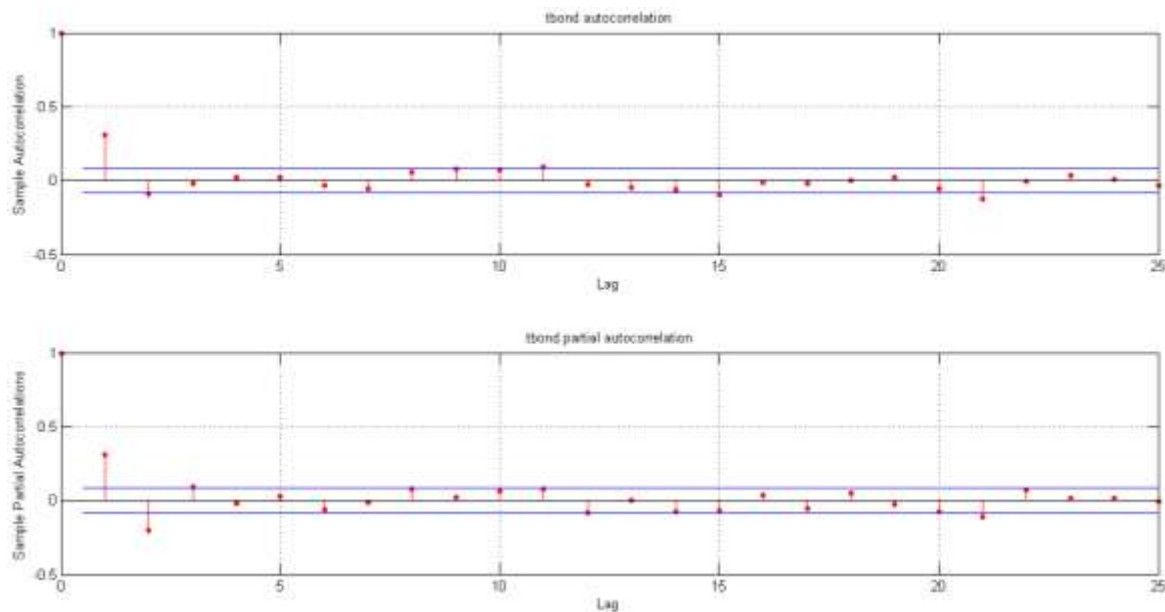 tbond autocorrelation
1
0.5
0
-0.5
Sample Autocorrelation
0 5 10 15 20 25
Lag
tbond partial autocorrelation
1
0.5
0
-0.5
Sample Partial Autocorrelations
0 5 10 15 20 25
Lag